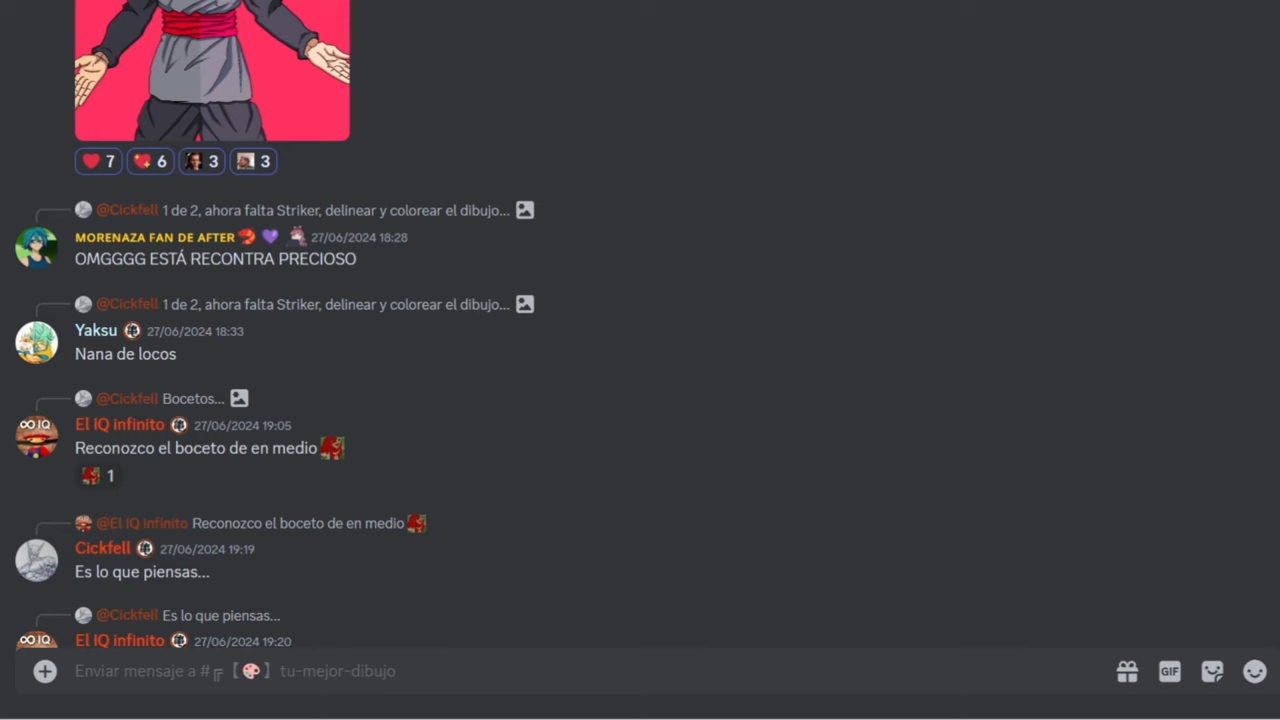 7 6 3 3
@Cickfell 1 de 2, ahora falta Striker, delinear y colorear el dibujo...
MORENAZA FAN DE AFTER 27/06/2024 18:28
OMGGGG ESTÁ RECONTRA PRECIOSO
@Cickfell 1 de 2, ahora falta Striker, delinear y colorear el dibujo...
Yaksu 27/06/2024 18:33
Nana de locos
@Cickfell Bocetos...
∞ IQ
El IQ infinito 27/06/2024 19:05
Reconozco el boceto de en medio
1
@El IQ infinito Reconozco el boceto de en medio
Cickfell 27/06/2024 19:19
Es lo que piensas...
@Cickfell Es lo que piensas...
∞ IQ
El IQ infinito 27/06/2024 19:20
Enviar mensaje a #╔【🎨】tu-mejor-dibujo
GIF